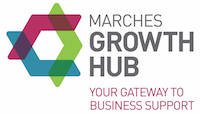 MARCHES
GROWTH
HUB
YOUR GATEWAY TO
BUSINESS SUPPORT